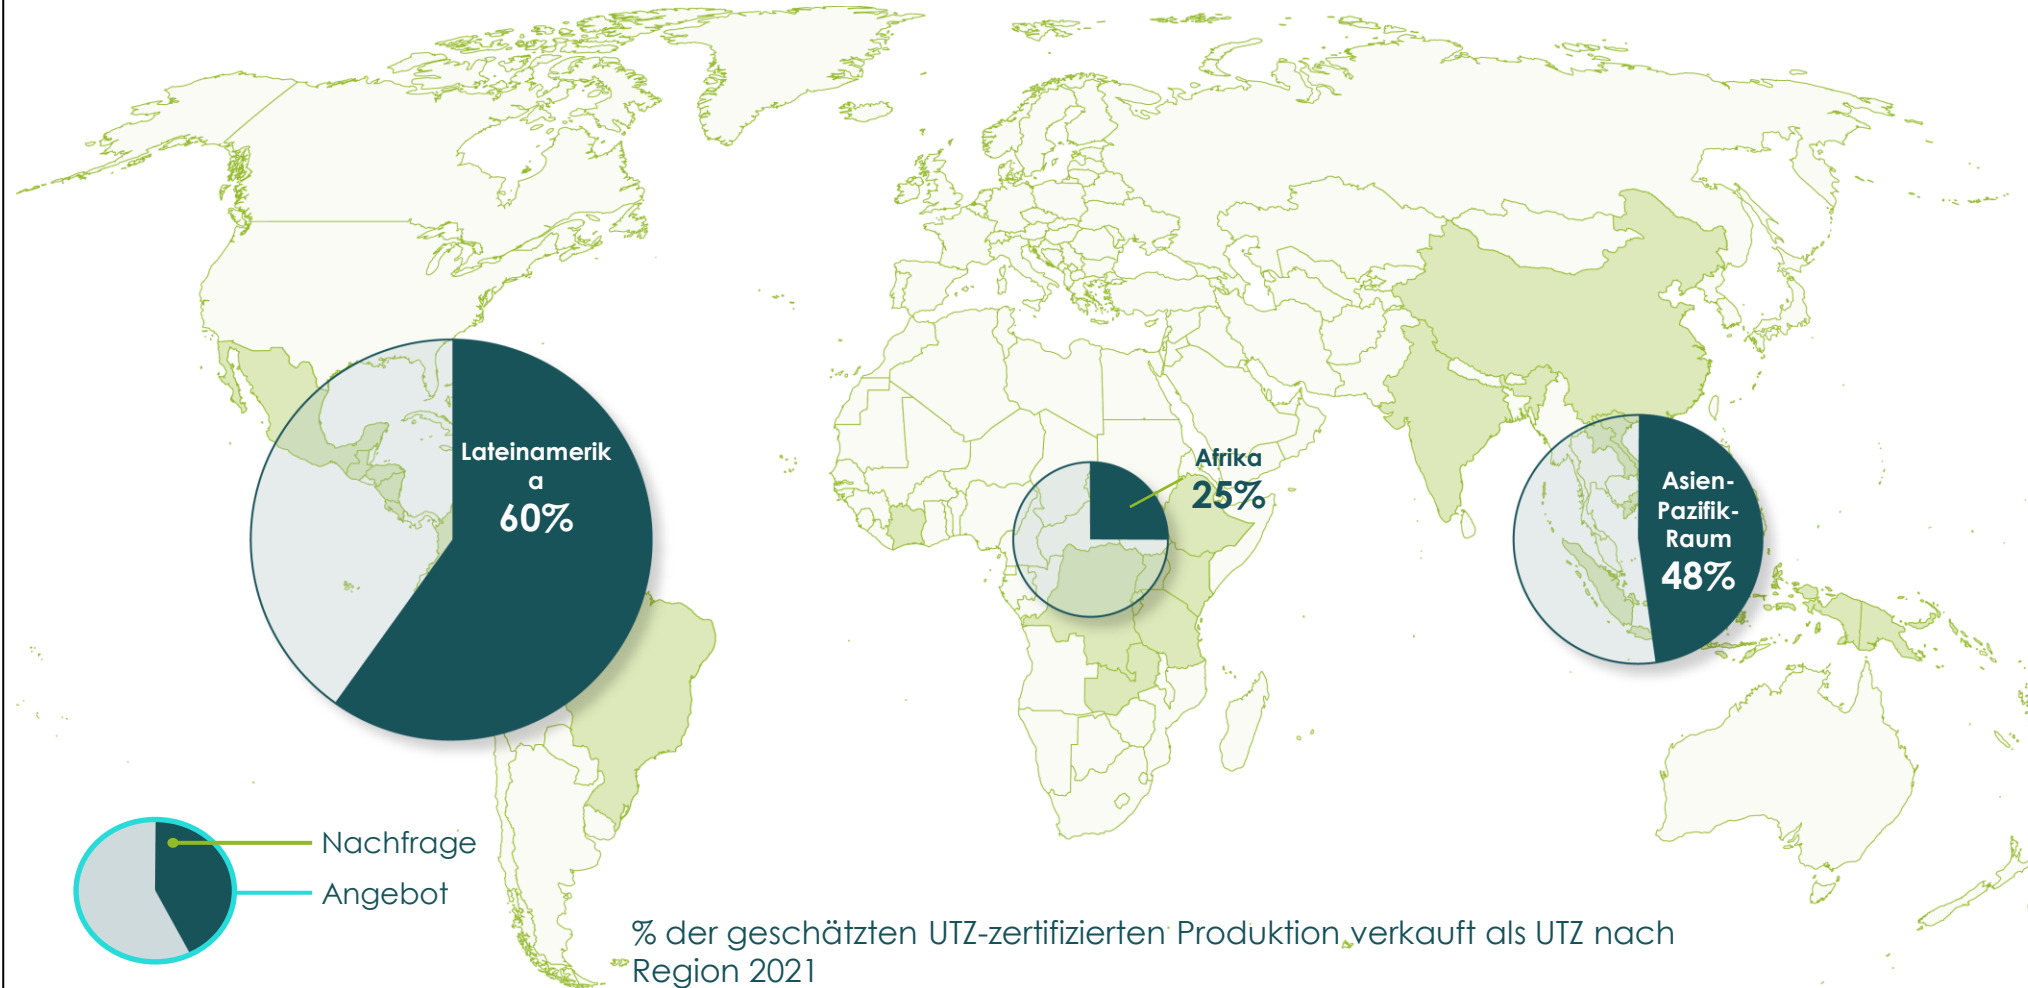 Lateinamerik
a
60%
Afrika
25%
Asien-
Pazifik-
Raum
48%
Nachfrage
Angebot
% der geschätzten UTZ-zertifizierten Produktion verkauft als UTZ nach
Region 2021